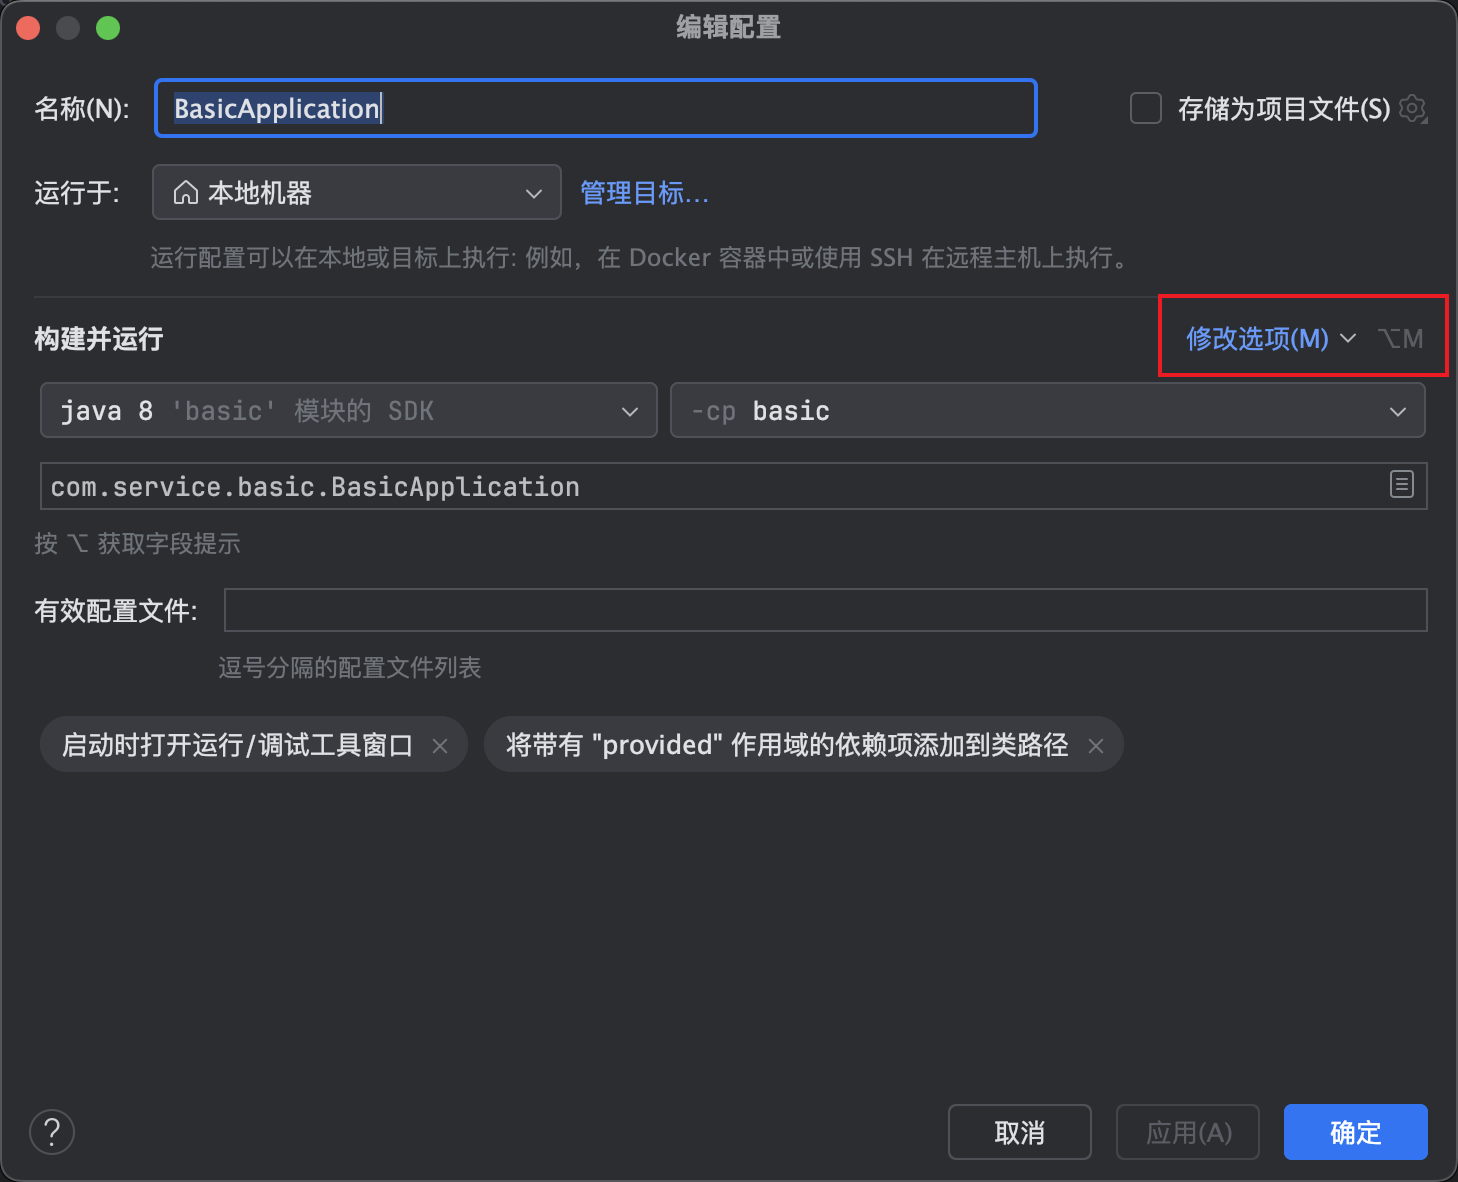 编辑配置
名称(N): BasicApplication 存储为项目文件(S)
运行于: 本地机器 管理目标...
运行配置可以在本地或目标上执行: 例如，在 Docker 容器中或使用 SSH 在远程主机上执行。
构建并运行 修改选项(M) ⌥M
java 8 'basic' 模块的 SDK -cp basic
com.service.basic.BasicApplication
按 ⌥ 获取字段提示
有效配置文件:
逗号分隔的配置文件列表
启动时打开运行/调试工具窗口 × 将带有 "provided" 作用域的依赖项添加到类路径 ×
? 取消 应用(A) 确定